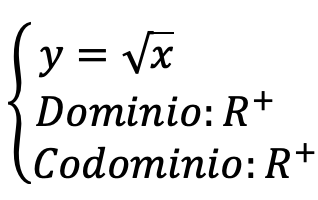 y = √x
Dominio: R⁺
Codominio: R⁺